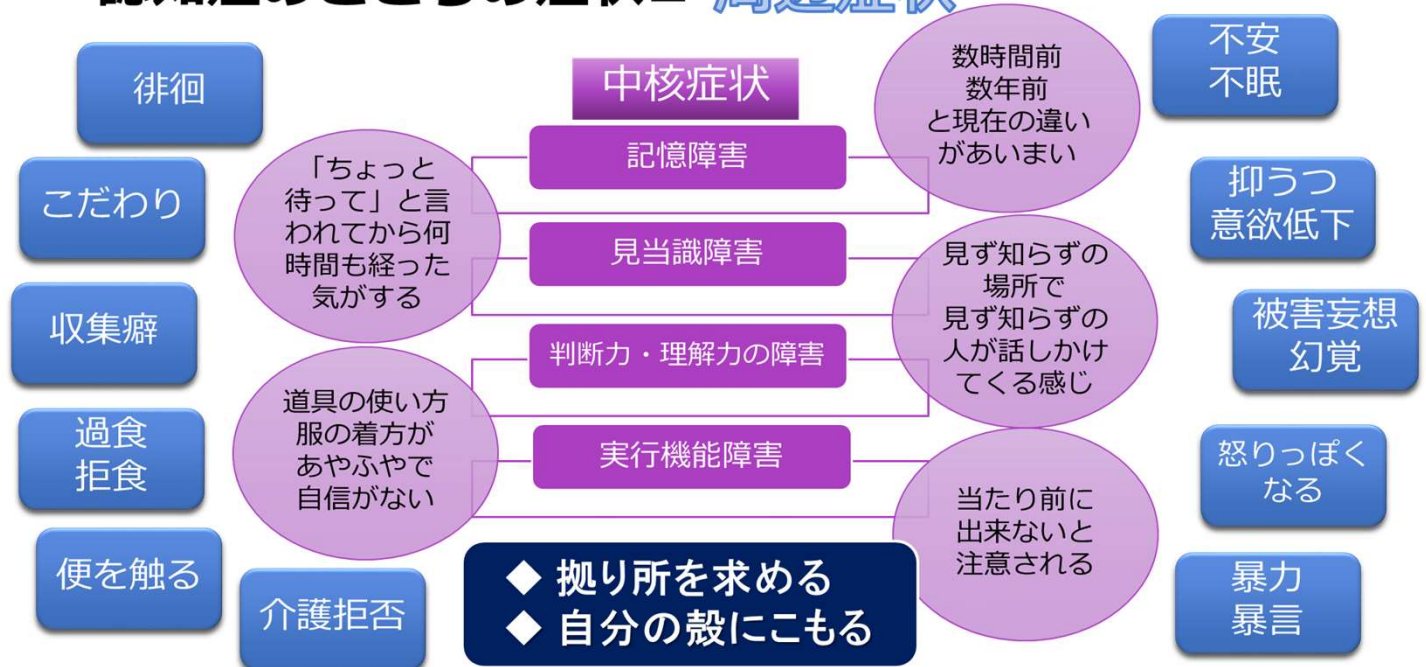 周辺症状
中核症状
記憶障害
見当識障害
判断力・理解力の障害
実行機能障害
「ちょっと
待って」と言
われてから何
時間も経った
気がする
道具の使い方
服の着方が
あやふやで
自信がない
数時間前
数年前
と現在の違い
があいまい
見ず知らずの
場所で
見ず知らずの
人が話しかけ
てくる感じ
当たり前に
出来ないと
注意される
徘徊
こだわり
収集癖
過食
拒食
便を触る
介護拒否
不安
不眠
抑うつ
意欲低下
被害妄想
幻覚
怒りっぽく
なる
暴力
暴言
◆ 拠り所を求める
◆ 自分の殻にこもる